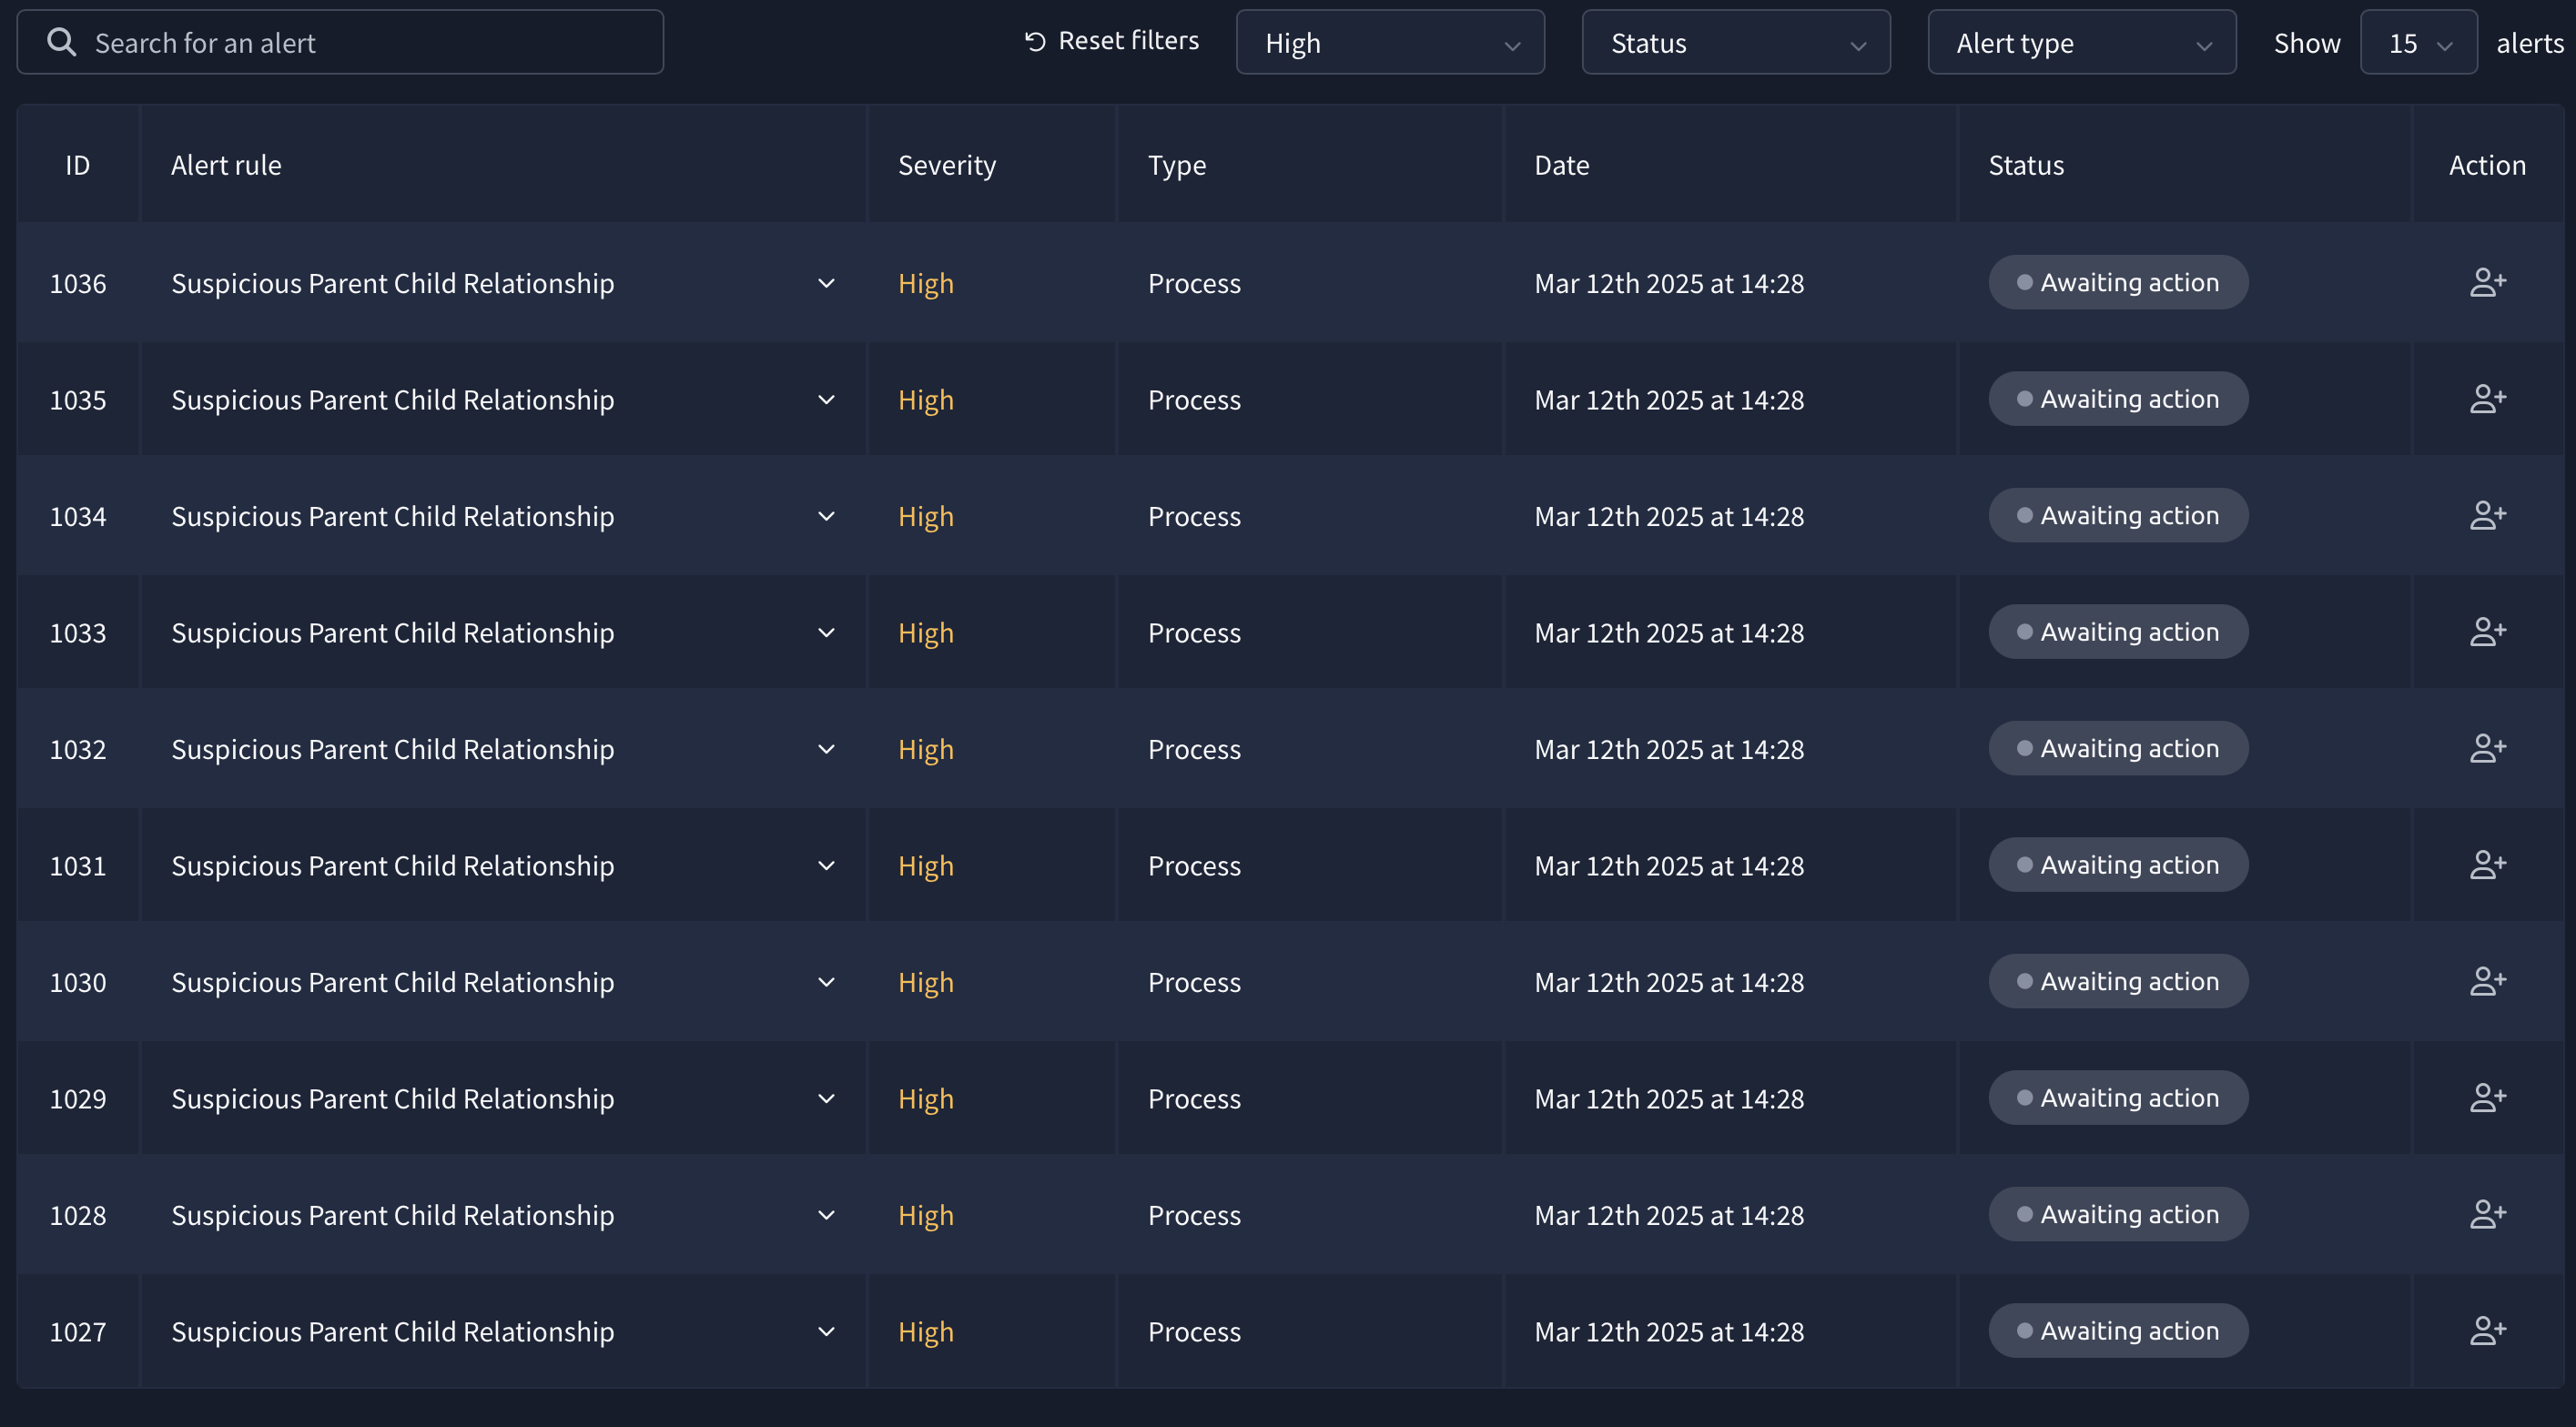 Search for an alert Reset filters High Status Alert type Show 15 alerts
ID Alert rule Severity Type Date Status Action
1036 Suspicious Parent Child Relationship High Process Mar 12th 2025 at 14:28 Awaiting action
1035 Suspicious Parent Child Relationship High Process Mar 12th 2025 at 14:28 Awaiting action
1034 Suspicious Parent Child Relationship High Process Mar 12th 2025 at 14:28 Awaiting action
1033 Suspicious Parent Child Relationship High Process Mar 12th 2025 at 14:28 Awaiting action
1032 Suspicious Parent Child Relationship High Process Mar 12th 2025 at 14:28 Awaiting action
1031 Suspicious Parent Child Relationship High Process Mar 12th 2025 at 14:28 Awaiting action
1030 Suspicious Parent Child Relationship High Process Mar 12th 2025 at 14:28 Awaiting action
1029 Suspicious Parent Child Relationship High Process Mar 12th 2025 at 14:28 Awaiting action
1028 Suspicious Parent Child Relationship High Process Mar 12th 2025 at 14:28 Awaiting action
1027 Suspicious Parent Child Relationship High Process Mar 12th 2025 at 14:28 Awaiting action